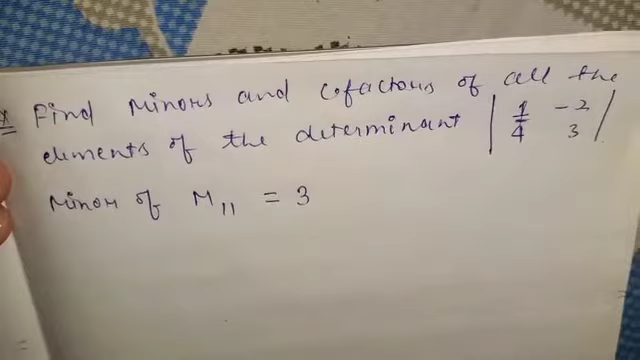 * Find Minors and Cofactors of all the
elements of the determinant | 1 -2 |
| 4 3 |
Minor of M11 = 3